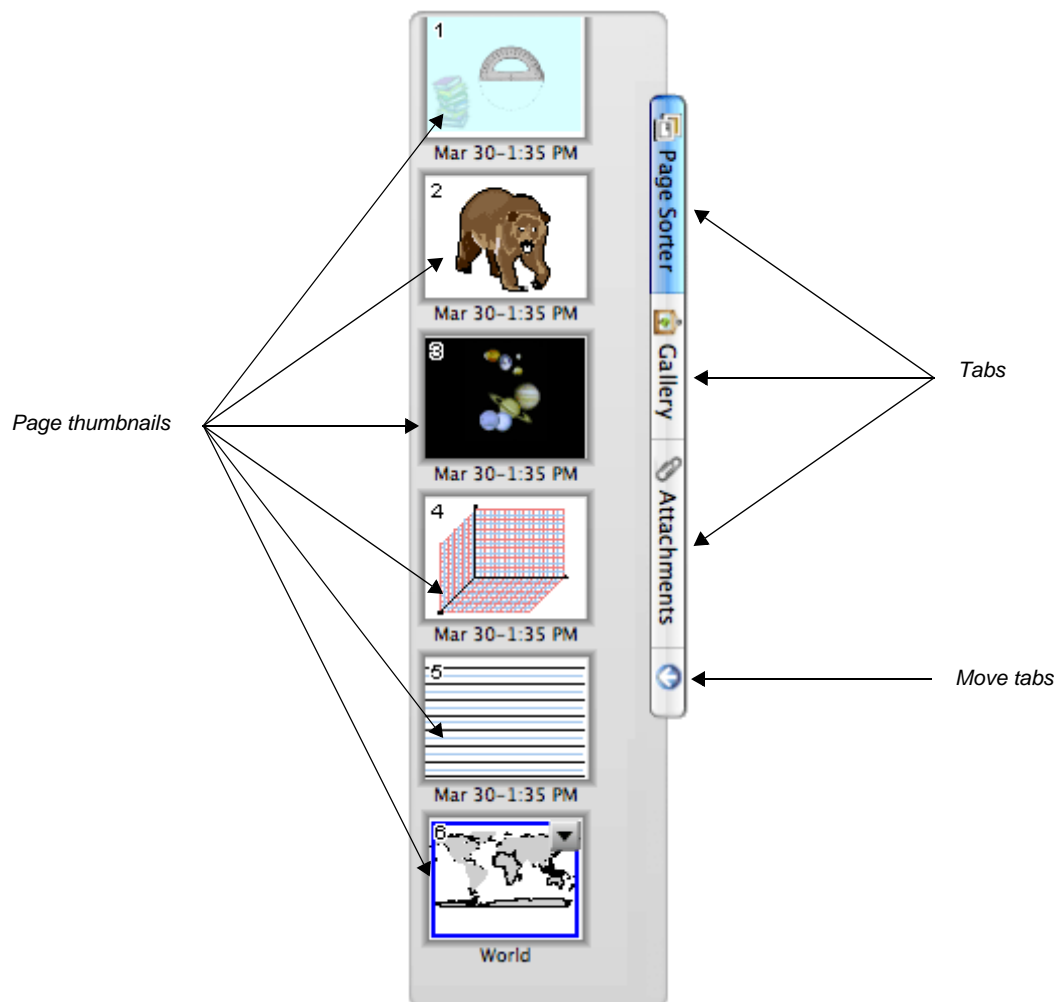 1
Mar 30-1:35 PM
2
Mar 30-1:35 PM
3
Mar 30-1:35 PM
4
Mar 30-1:35 PM
5
Mar 30-1:35 PM
6
World
Page thumbnails
Page Sorter
Gallery
Attachments
Tabs
Move tabs